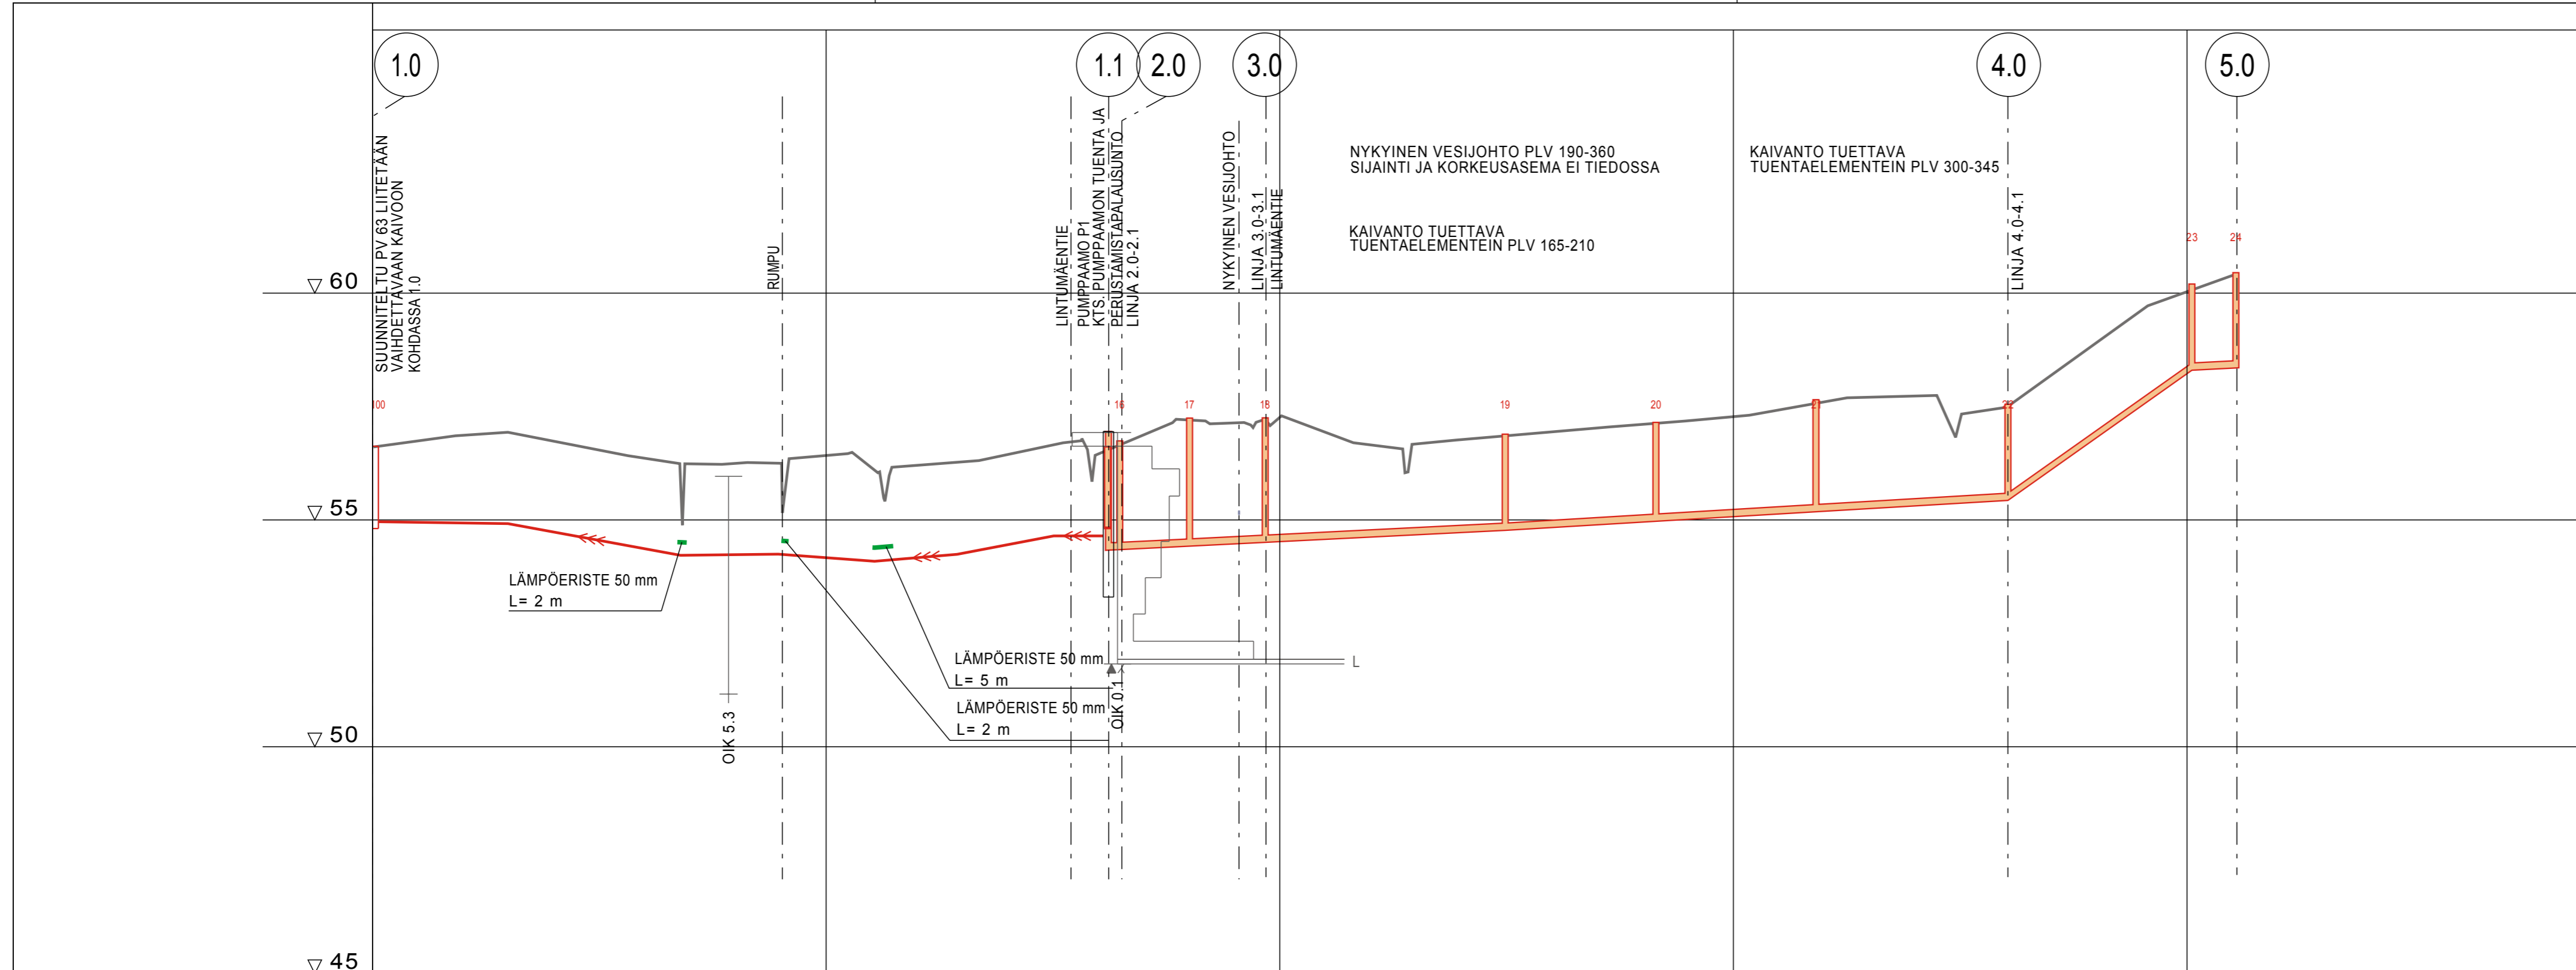 1.0
1.1
2.0
3.0
4.0
5.0
SUUNNITELTU PV 63 LIITETÄÄN
VAIHDETTAVAAN KAIVOON
KOHDASSA 1.0
RUMPU
LINTUMÄENTIE
PUMPPAAMO P1
KTS. PUMPPAAMON TUENTA JA
PERUSTAMISTAPALAUSUNTO
LINJA 2.0-2.1
NYKYINEN VESIJOHTO
LINJA 3.0-3.1
LINTUMÄENTIE
NYKYINEN VESIJOHTO PLV 190-360
SIJAINTI JA KORKEUSASEMA EI TIEDOSSA
KAIVANTO TUETTAVA
TUENTAELEMENTEIN PLV 165-210
KAIVANTO TUETTAVA
TUENTAELEMENTEIN PLV 300-345
LINJA 4.0-4.1
23
24
60
100
16
17
18
19
20
21
22
55
LÄMPÖERISTE 50 mm
L= 2 m
LÄMPÖERISTE 50 mm
L= 5 m
L
LÄMPÖERISTE 50 mm
L= 2 m
OIK 5.3
OIK 0.1
50
45